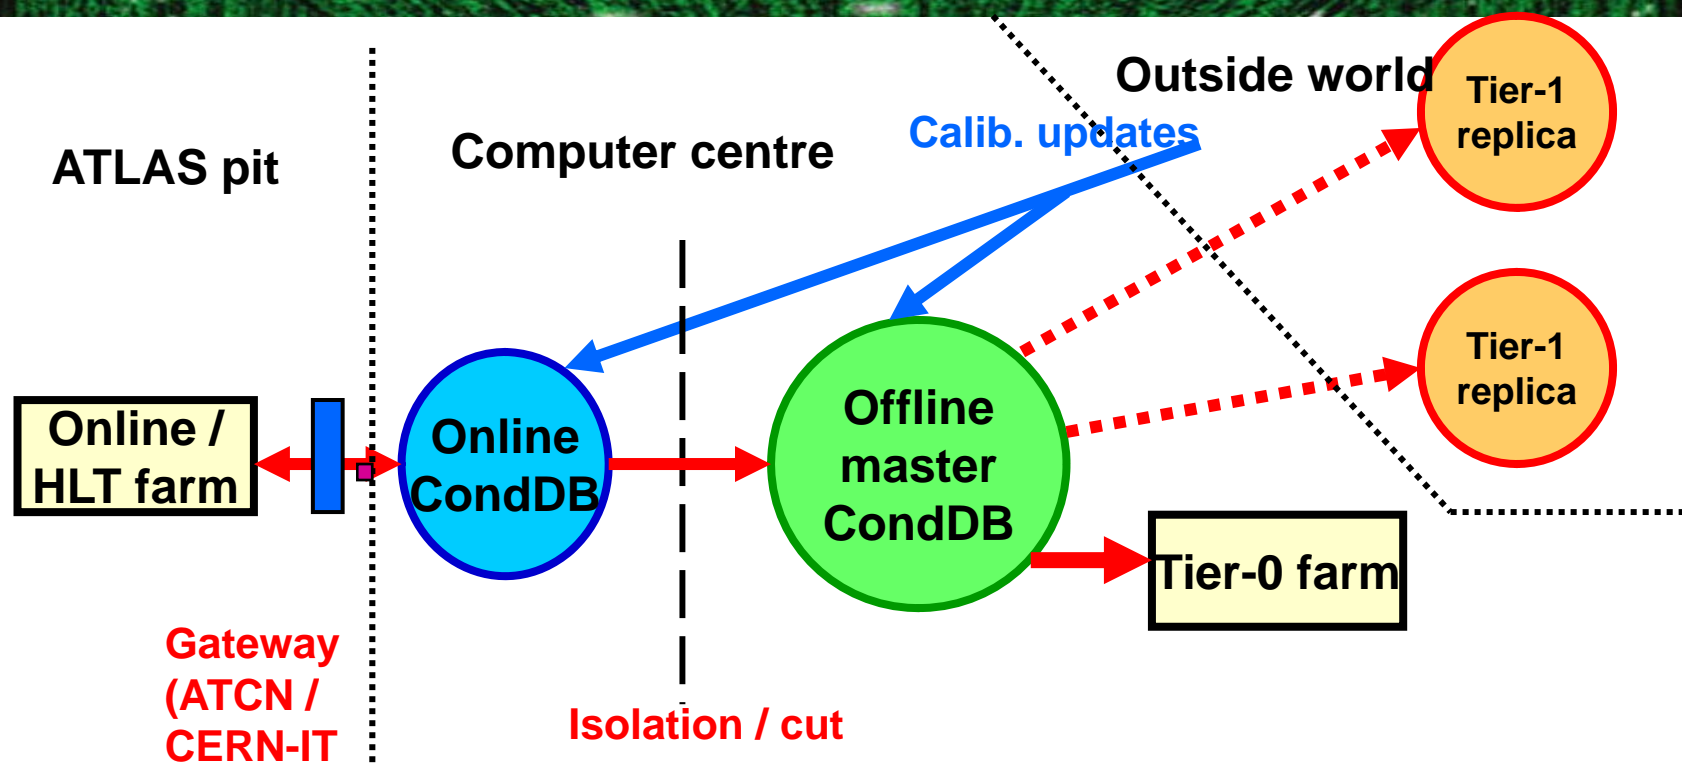 Outside world
Tier-1
replica
Calib. updates
Computer centre
ATLAS pit
Tier-1
replica
Online /
HLT farm
Online
CondDB
Offline
master
CondDB
Tier-0 farm
Gateway
(ATCN /
CERN-IT
Isolation / cut